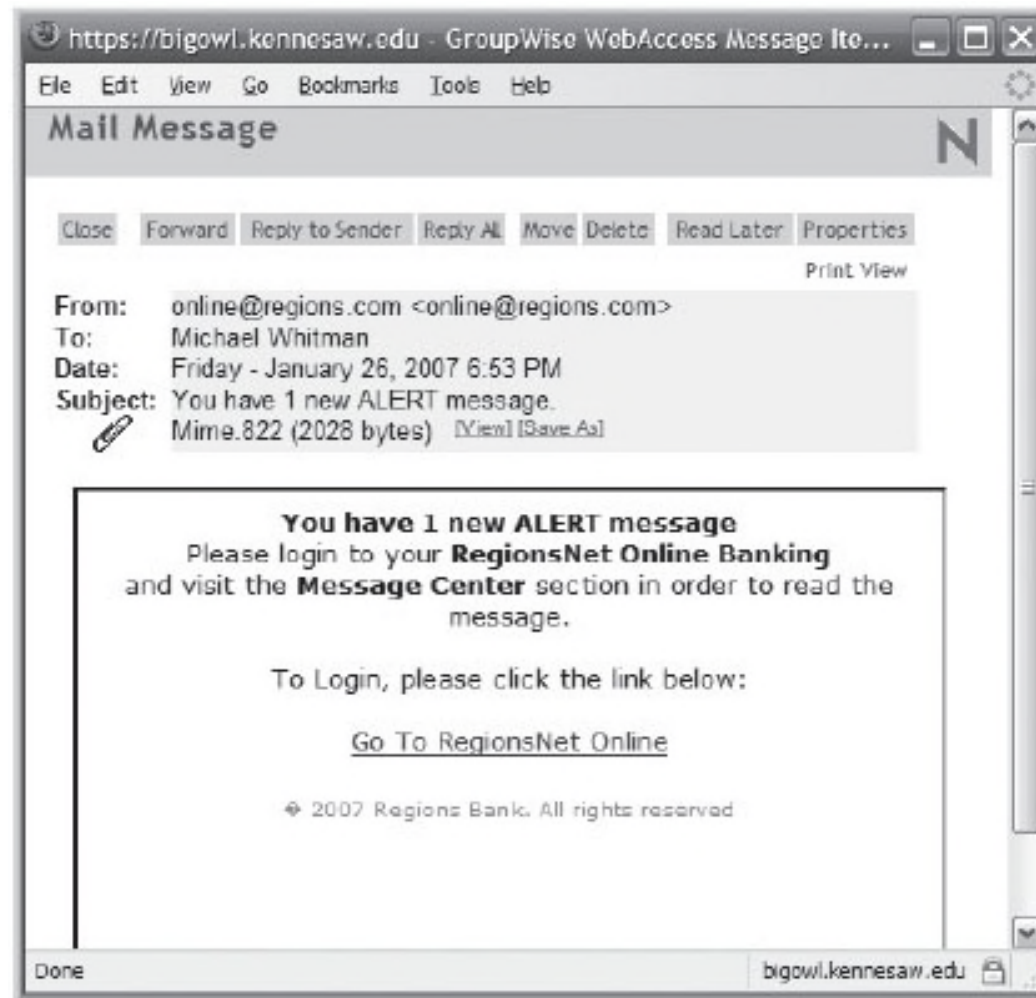 https://bigowl.kennesaw.edu - GroupWise WebAccess Message Ite...
File Edit View Go Bookmarks Tools Help
Mail Message
N
Close Forward Reply to Sender Reply All Move Delete Read Later Properties
Print View
From: online@regions.com <online@regions.com>
To: Michael Whitman
Date: Friday - January 26, 2007 6:53 PM
Subject: You have 1 new ALERT message.
Mime.822 (2028 bytes) [View] [Save As]
You have 1 new ALERT message
Please login to your RegionsNet Online Banking
and visit the Message Center section in order to read the
message.
To Login, please click the link below:
Go To RegionsNet Online
� 2007 Regions Bank. All rights reserved
Done bigowl.kennesaw.edu